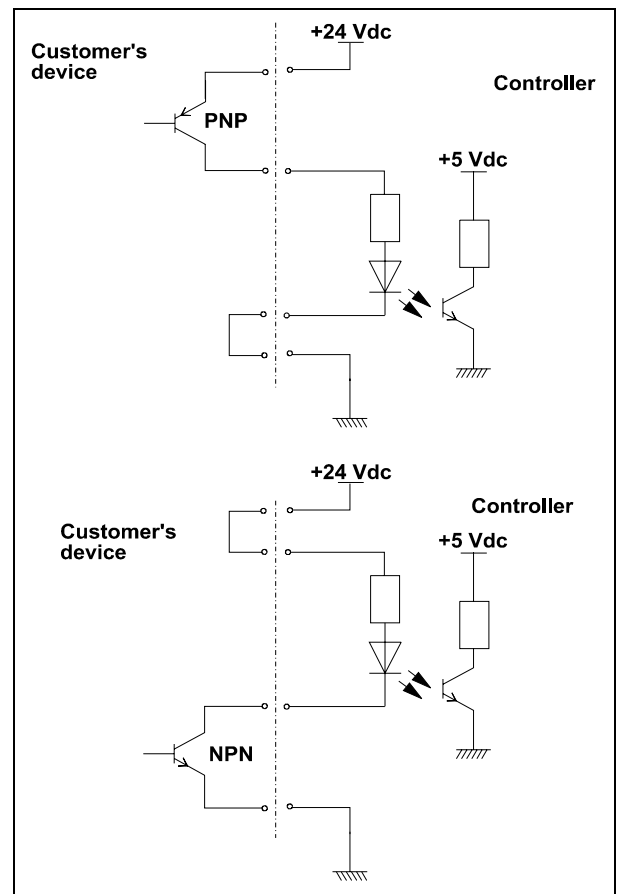 +24 Vdc
Customer's
device
Controller
PNP
+5 Vdc
+24 Vdc
Controller
Customer's
device
+5 Vdc
NPN